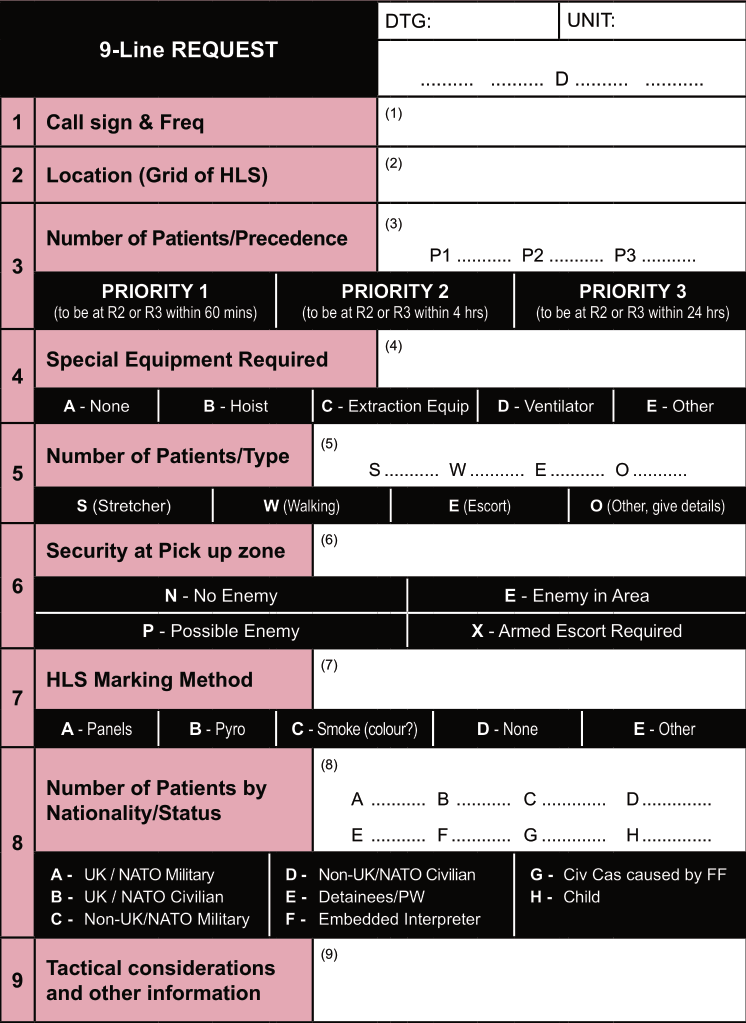 9-Line REQUEST
DTG:
UNIT:
.......... .......... D .......... ...........
1
Call sign & Freq
(1)
2
Location (Grid of HLS)
(2)
3
Number of Patients/Precedence
(3)
P1 .......... P2 .......... P3 ..........
PRIORITY 1
(to be at R2 or R3 within 60 mins)
PRIORITY 2
(to be at R2 or R3 within 4 hrs)
PRIORITY 3
(to be at R2 or R3 within 24 hrs)
4
Special Equipment Required
(4)
A - None
B - Hoist
C - Extraction Equip
D - Ventilator
E - Other
5
Number of Patients/Type
(5)
S .......... W .......... E .......... O ..........
S (Stretcher)
W (Walking)
E (Escort)
O (Other, give details)
6
Security at Pick up zone
(6)
N - No Enemy
E - Enemy in Area
P - Possible Enemy
X - Armed Escort Required
7
HLS Marking Method
(7)
A - Panels
B - Pyro
C - Smoke (colour?)
D - None
E - Other
8
Number of Patients by
Nationality/Status
(8)
A ........... B ........... C ............. D .............
E ........... F ........... G ............. H .............
A - UK / NATO Military
B - UK / NATO Civilian
C - Non-UK/NATO Military
D - Non-UK/NATO Civilian
E - Detainees/PW
F - Embedded Interpreter
G - Civ Cas caused by FF
H - Child
9
Tactical considerations
and other information
(9)